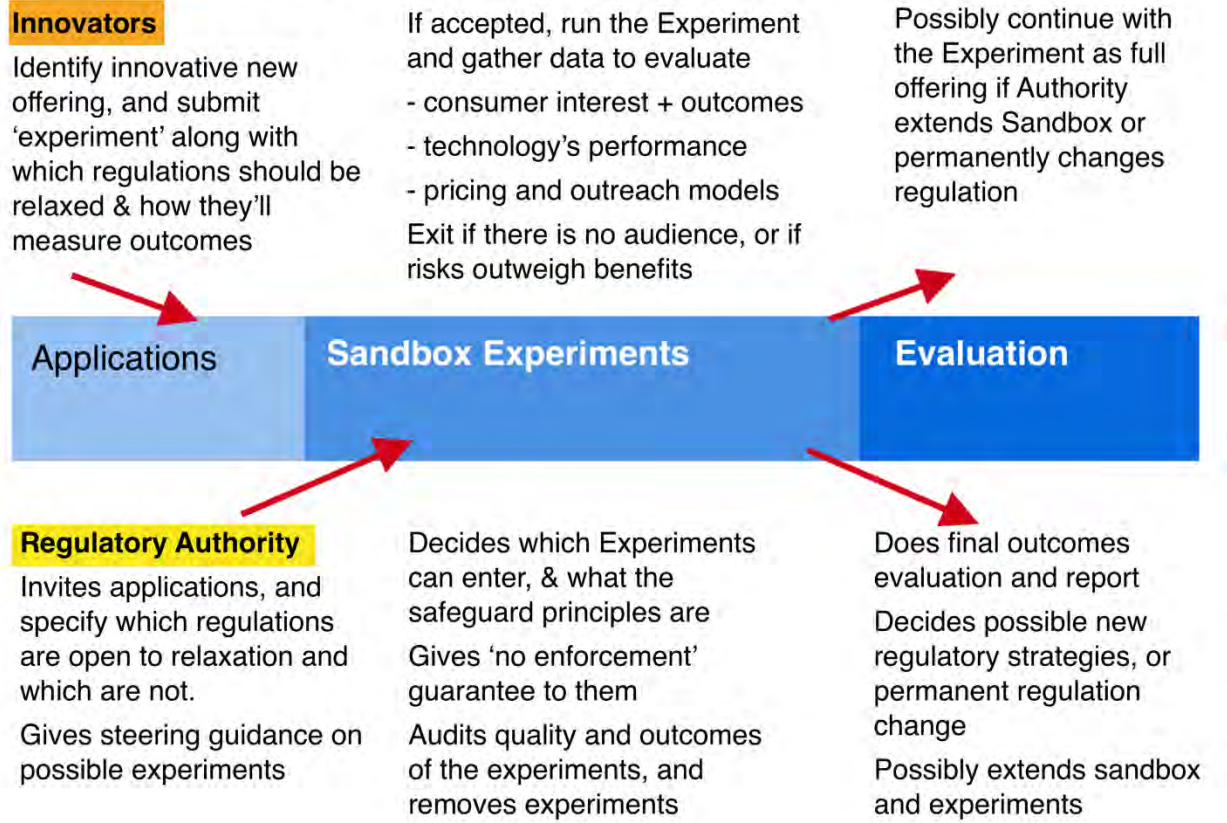 Innovators
Identify innovative new
offering, and submit
‘experiment’ along with
which regulations should be
relaxed & how they’ll
measure outcomes
If accepted, run the Experiment
and gather data to evaluate
- consumer interest + outcomes
- technology’s performance
- pricing and outreach models
Exit if there is no audience, or if
risks outweigh benefits
Possibly continue with
the Experiment as full
offering if Authority
extends Sandbox or
permanently changes
regulation
Applications
Sandbox Experiments
Evaluation
Regulatory Authority
Invites applications, and
specify which regulations
are open to relaxation and
which are not.
Gives steering guidance on
possible experiments
Decides which Experiments
can enter, & what the
safeguard principles are
Gives ‘no enforcement’
guarantee to them
Audits quality and outcomes
of the experiments, and
removes experiments
Does final outcomes
evaluation and report
Decides possible new
regulatory strategies, or
permanent regulation
change
Possibly extends sandbox
and experiments